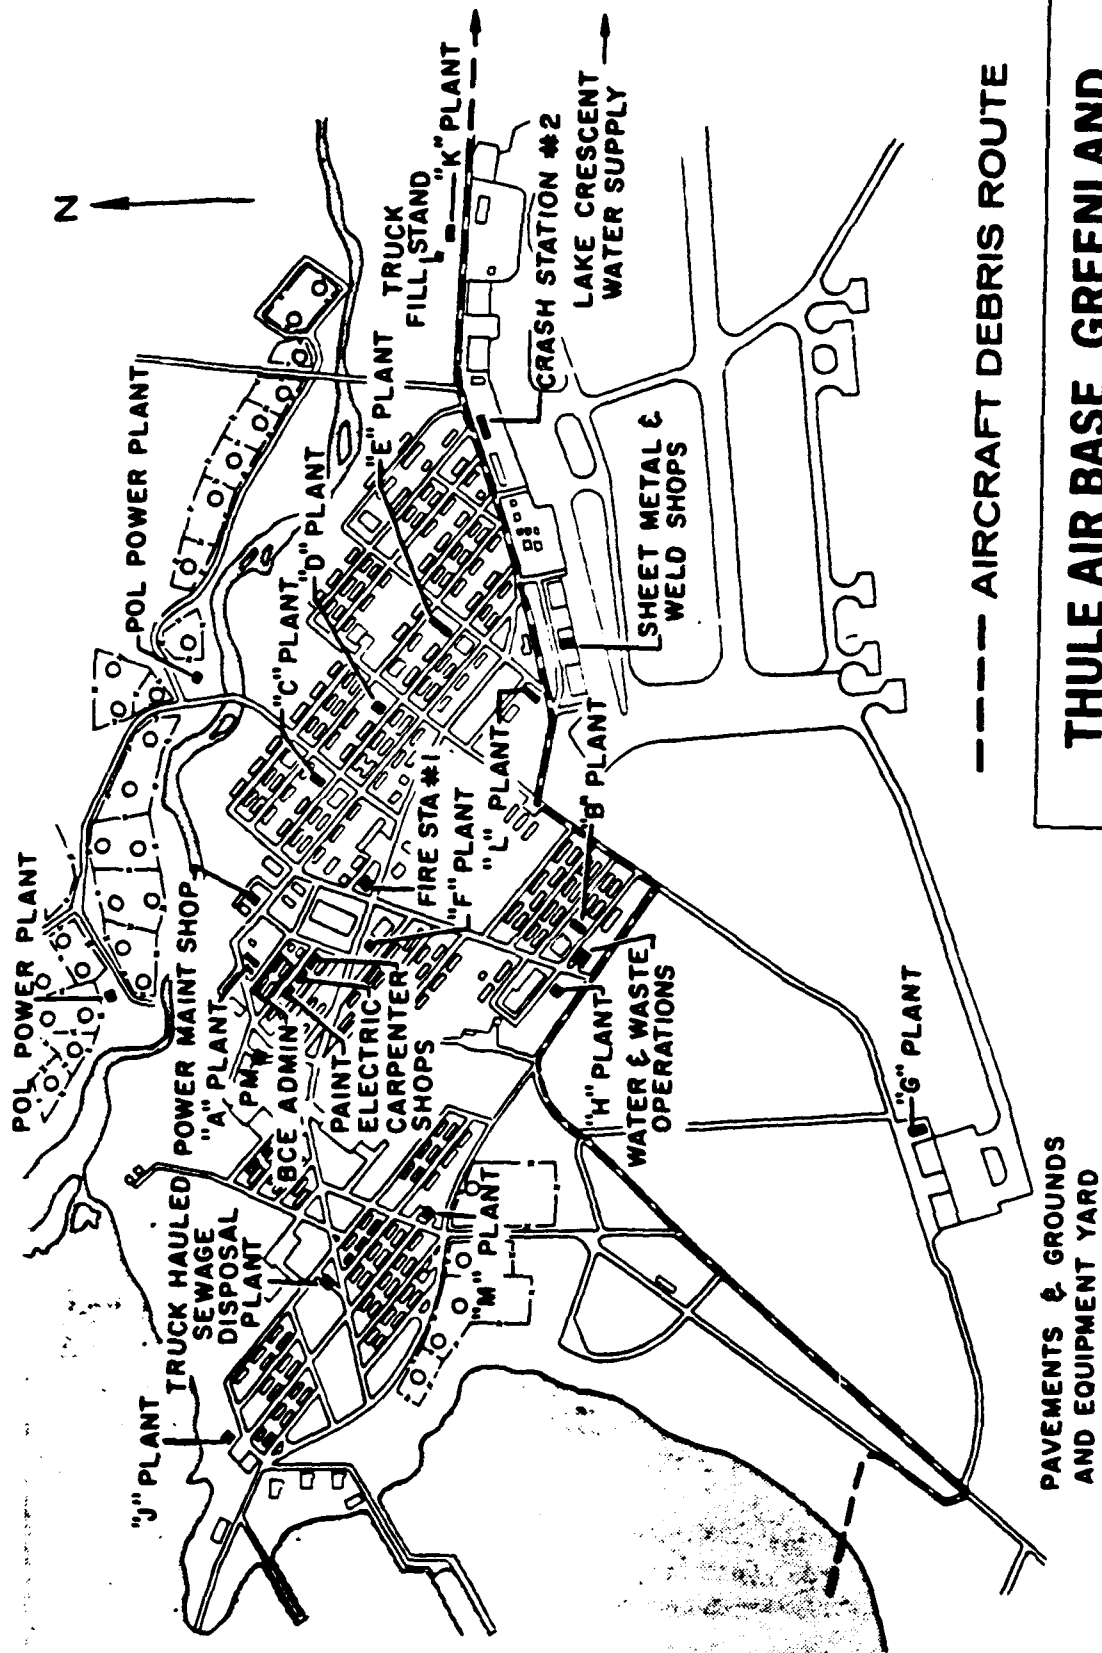 N
"J" PLANT
TRUCK HAULED
SEWAGE
DISPOSAL
PLANT
POL POWER PLANT
POWER MAINT SHOP
"A" PLANT
PM
BCE ADMIN
PAINT
ELECTRIC
CARPENTER
SHOPS
"M" PLANT
POL POWER PLANT
"C" PLANT
"D" PLANT
"E" PLANT
FIRE STA #1
"F" PLANT
"L" PLANT
"B" PLANT
"H" PLANT
WATER & WASTE
OPERATIONS
TRUCK
FILL STAND
"K" PLANT
CRASH STATION #2
LAKE CRESCENT
WATER SUPPLY
SHEET METAL &
WELD SHOPS
"G" PLANT
PAVEMENTS & GROUNDS
AND EQUIPMENT YARD
AIRCRAFT DEBRIS ROUTE
THULE AIR BASE GREENLAND